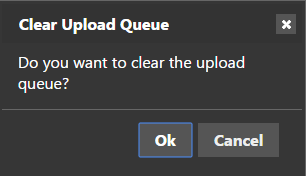 Clear Upload Queue
Do you want to clear the upload
queue?
Ok
Cancel